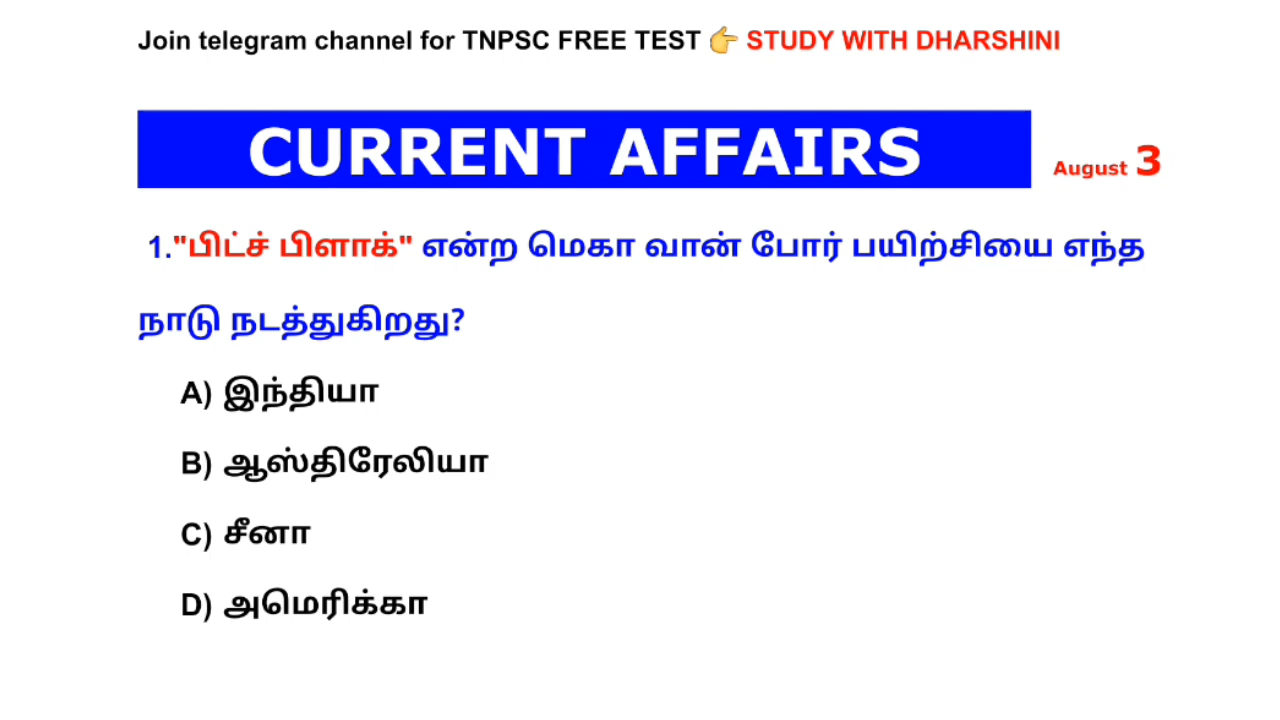 Join telegram channel for TNPSC FREE TEST 👉 STUDY WITH DHARSHINI
CURRENT AFFAIRS August 3
1."பிட்ச் பிளாக்" என்ற மெகா வான் போர் பயிற்சியை எந்த
நாடு நடத்துகிறது?
A) இந்தியா
B) ஆஸ்திரேலியா
C) சீனா
D) அமெரிக்கா